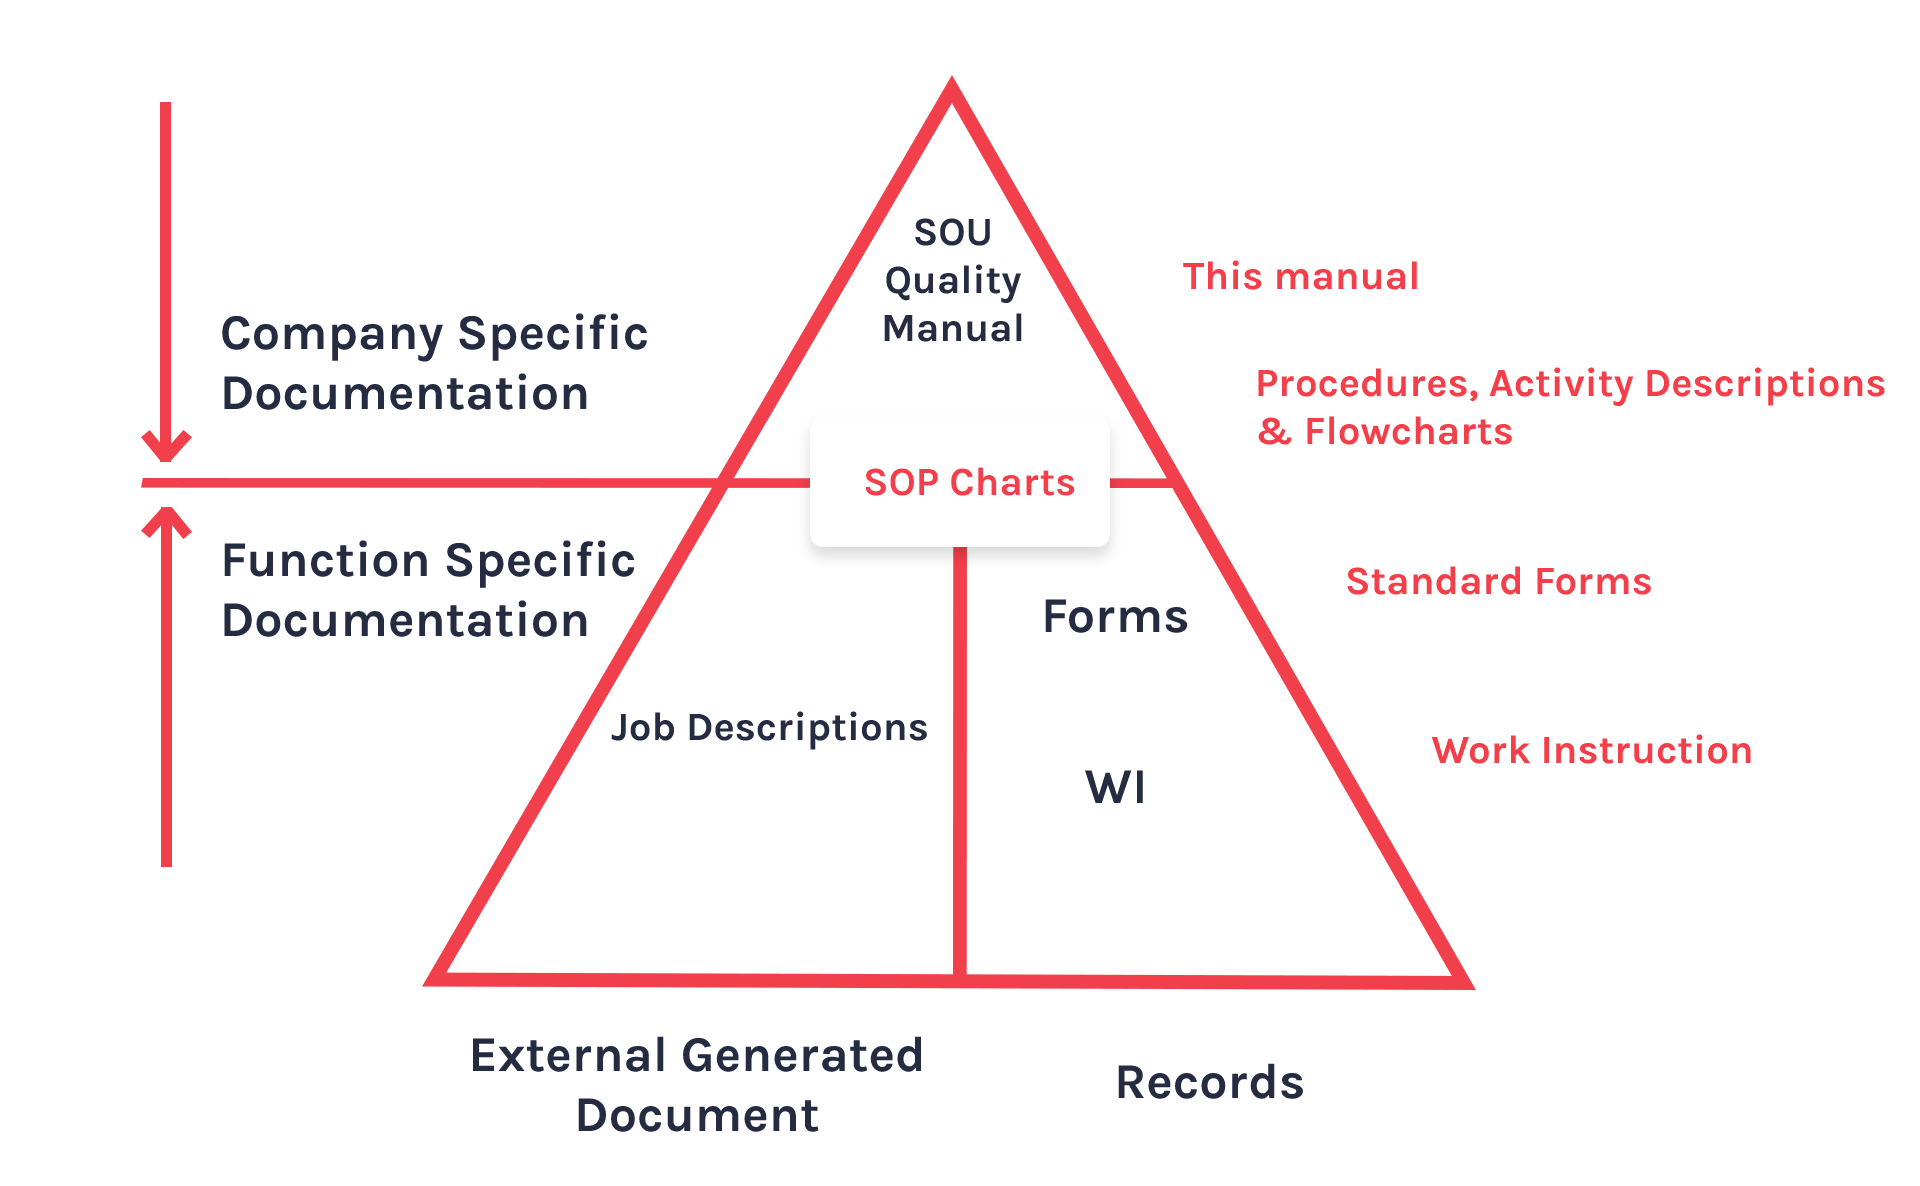 SOU
Quality
Manual
This manual
Company Specific
Documentation
Procedures, Activity Descriptions
& Flowcharts
SOP Charts
Function Specific
Documentation
Forms
Standard Forms
Job Descriptions
WI
Work Instruction
External Generated
Document
Records